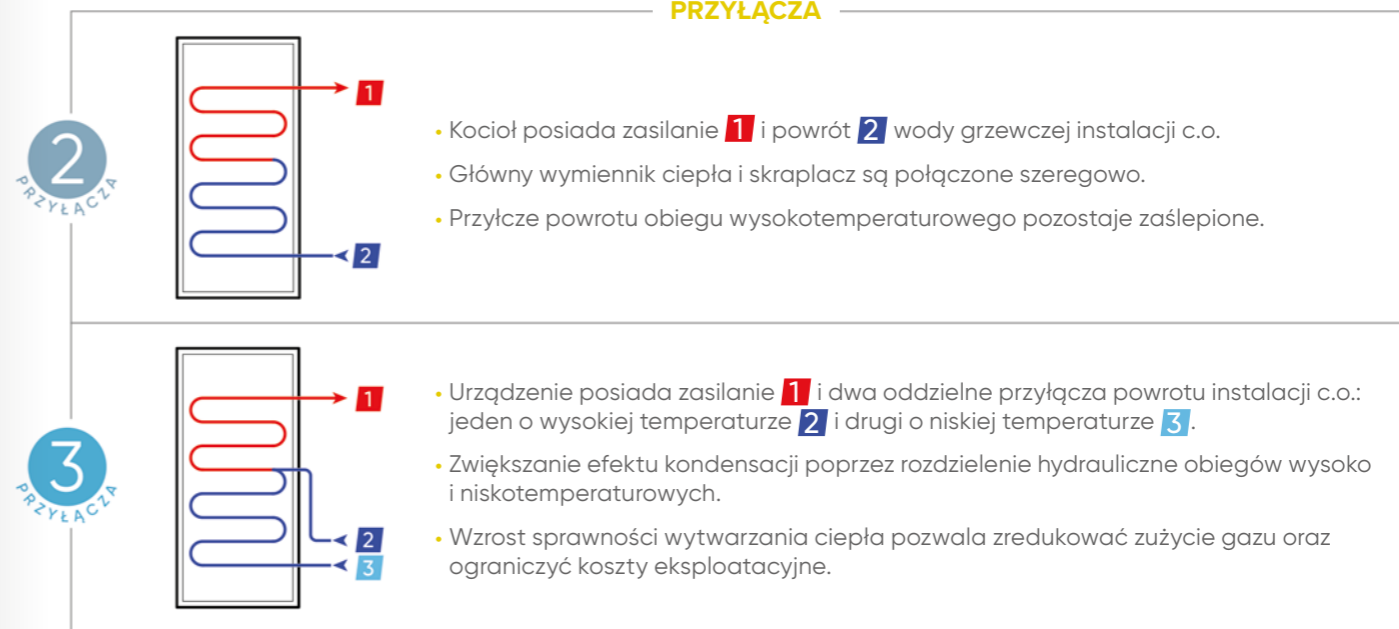 PRZYŁĄCZA
1
2
PRZYŁĄCZA
• Kocioł posiada zasilanie 1 i powrót 2 wody grzewczej instalacji c.o.
• Główny wymiennik ciepła i skraplacz są połączone szeregowo.
• Przyłcze powrotu obiegu wysokotemperaturowego pozostaje zaślepione.
2
1
3
PRZYŁĄCZA
• Urządzenie posiada zasilanie 1 i dwa oddzielne przyłącza powrotu instalacji c.o.:
jeden o wysokiej temperaturze 2 i drugi o niskiej temperaturze 3.
• Zwiększanie efektu kondensacji poprzez rozdzielenie hydrauliczne obiegów wysoko
i niskotemperaturowych.
2
3
• Wzrost sprawności wytwarzania ciepła pozwala zredukować zużycie gazu oraz
ograniczyć koszty eksploatacyjne.